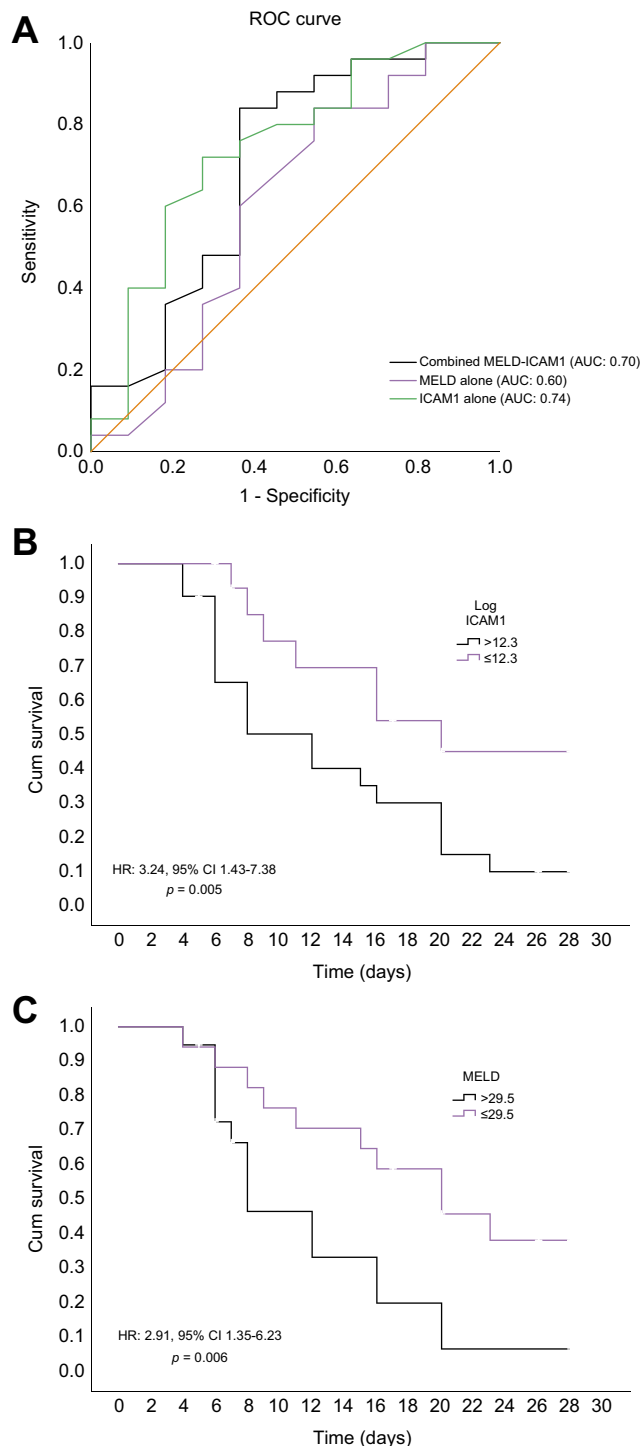 A
ROC curve
1.0
0.8
0.6
0.4
0.2
0.0
Sensitivity
Combined MELD-ICAM1 (AUC: 0.70)
MELD alone (AUC: 0.60)
ICAM1 alone (AUC: 0.74)
0.0 0.2 0.4 0.6 0.8 1.0
1 - Specificity
B
1.0
0.9
0.8
0.7
0.6
0.5
0.4
0.3
0.2
0.1
0.0
Cum survival
Log
ICAM1
>12.3
≤12.3
HR: 3.24, 95% CI 1.43-7.38
p = 0.005
0 2 4 6 8 10 12 14 16 18 20 22 24 26 28 30
Time (days)
C
1.0
0.9
0.8
0.7
0.6
0.5
0.4
0.3
0.2
0.1
0.0
Cum survival
MELD
>29.5
≤29.5
HR: 2.91, 95% CI 1.35-6.23
p = 0.006
0 2 4 6 8 10 12 14 16 18 20 22 24 26 28 30
Time (days)